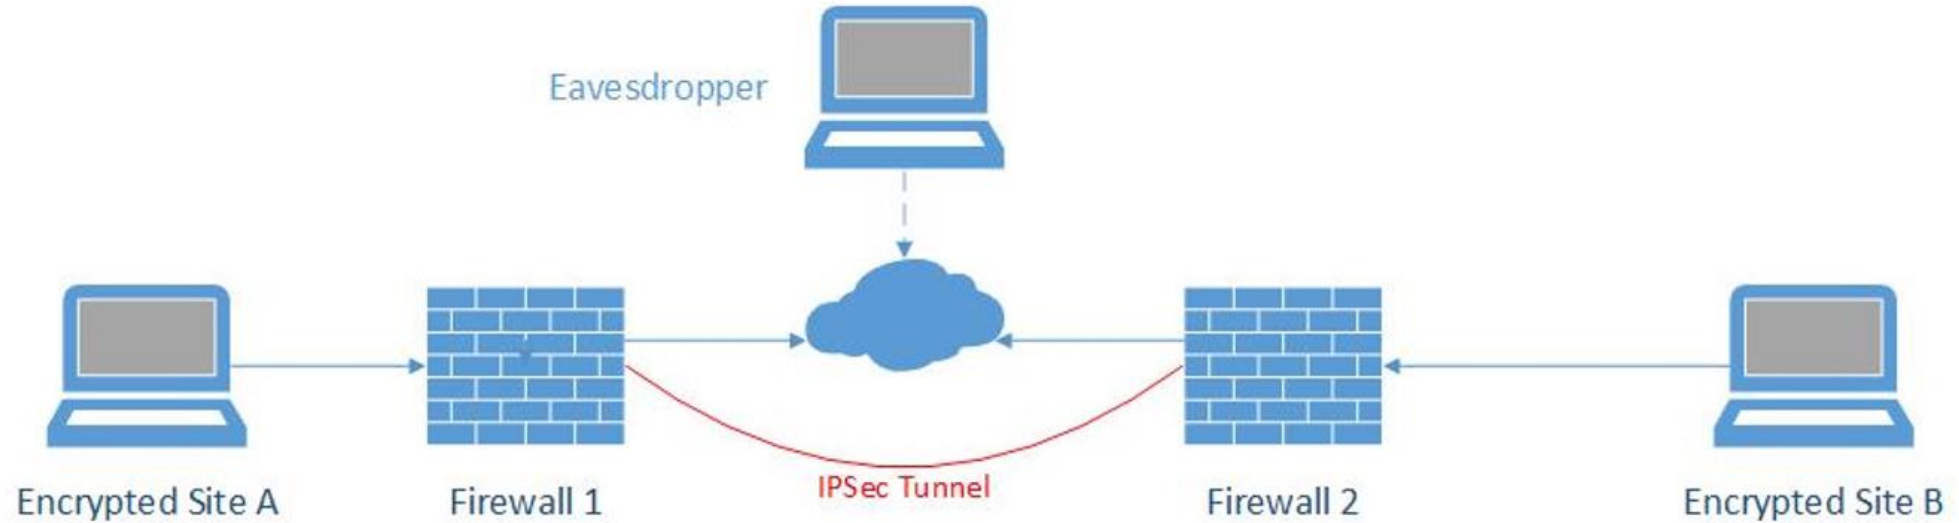 Eavesdropper
IPSec Tunnel
Encrypted Site A
Firewall 1
Firewall 2
Encrypted Site B